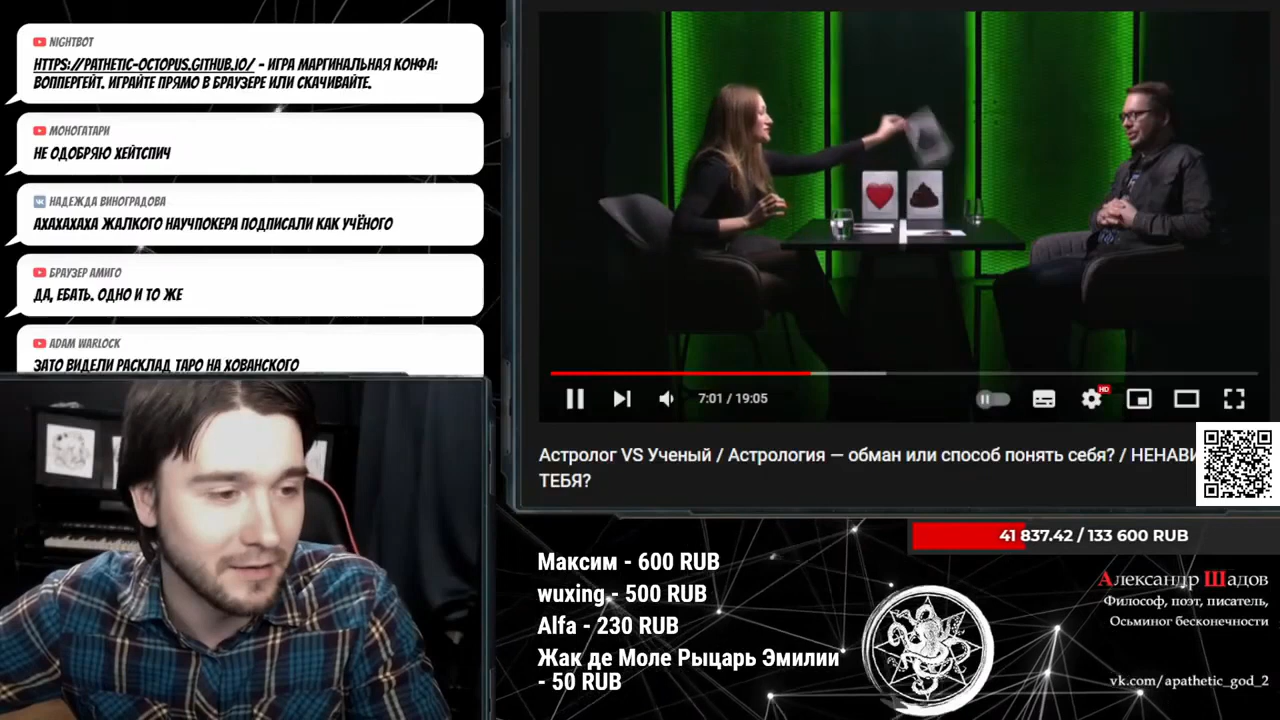 NIGHTBOT
HTTPS://PATHETIC-OCTOPUS.GITHUB.IO/ - ИГРА МАРГИНАЛЬНАЯ КОНФА:
ВОППЕРГЕЙТ. ИГРАЙТЕ ПРЯМО В БРАУЗЕРЕ ИЛИ СКАЧИВАЙТЕ.
МОНОГАТАРИ
НЕ ОДОБРЯЮ ХЕЙТСПИЧ
НАДЕЖДА ВИНОГРАДОВА
АХАХАХАХА ЖАЛКОГО НАУЧПОКЕРА ПОДПИСАЛИ КАК УЧЁНОГО
БРАУЗЕР АМИГО
ДА, ЕБАТЬ. ОДНО И ТО ЖЕ
ADAM WARLOCK
ЗАТО ВИДЕЛИ РАСКЛАД ТАРО НА ХОВАНСКОГО
7:01 / 19:05
HD
Астролог VS Ученый / Астрология — обман или способ понять себя? / НЕНАВИ
ТЕБЯ?
41 837.42 / 133 600 RUB
Максим - 600 RUB
wuxing - 500 RUB
Alfa - 230 RUB
Жак де Моле Рыцарь Эмилии
- 50 RUB
Александр Шадов
Философ, поэт, писатель,
Осьминог бесконечности
vk.com/apathetic_god_2